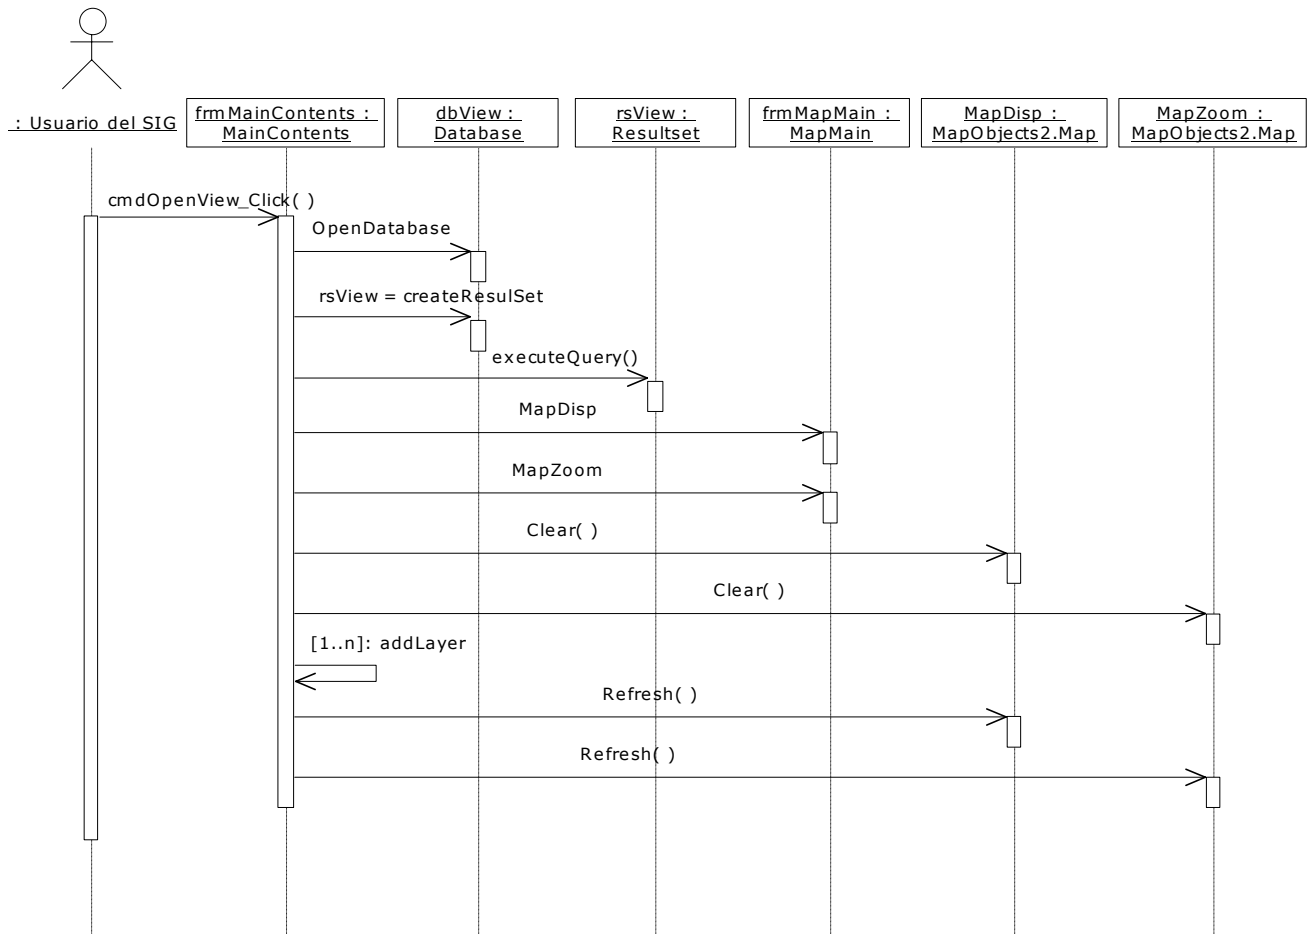 : Usuario del SIG
frmMainContents :
MainContents
dbView :
Database
rsView :
Resultset
frmMapMain :
MapMain
MapDisp :
MapObjects2.Map
MapZoom :
MapObjects2.Map
cmdOpenView_Click( )
OpenDatabase
rsView = createResulSet
executeQuery()
MapDisp
MapZoom
Clear( )
Clear( )
[1..n]: addLayer
Refresh( )
Refresh( )